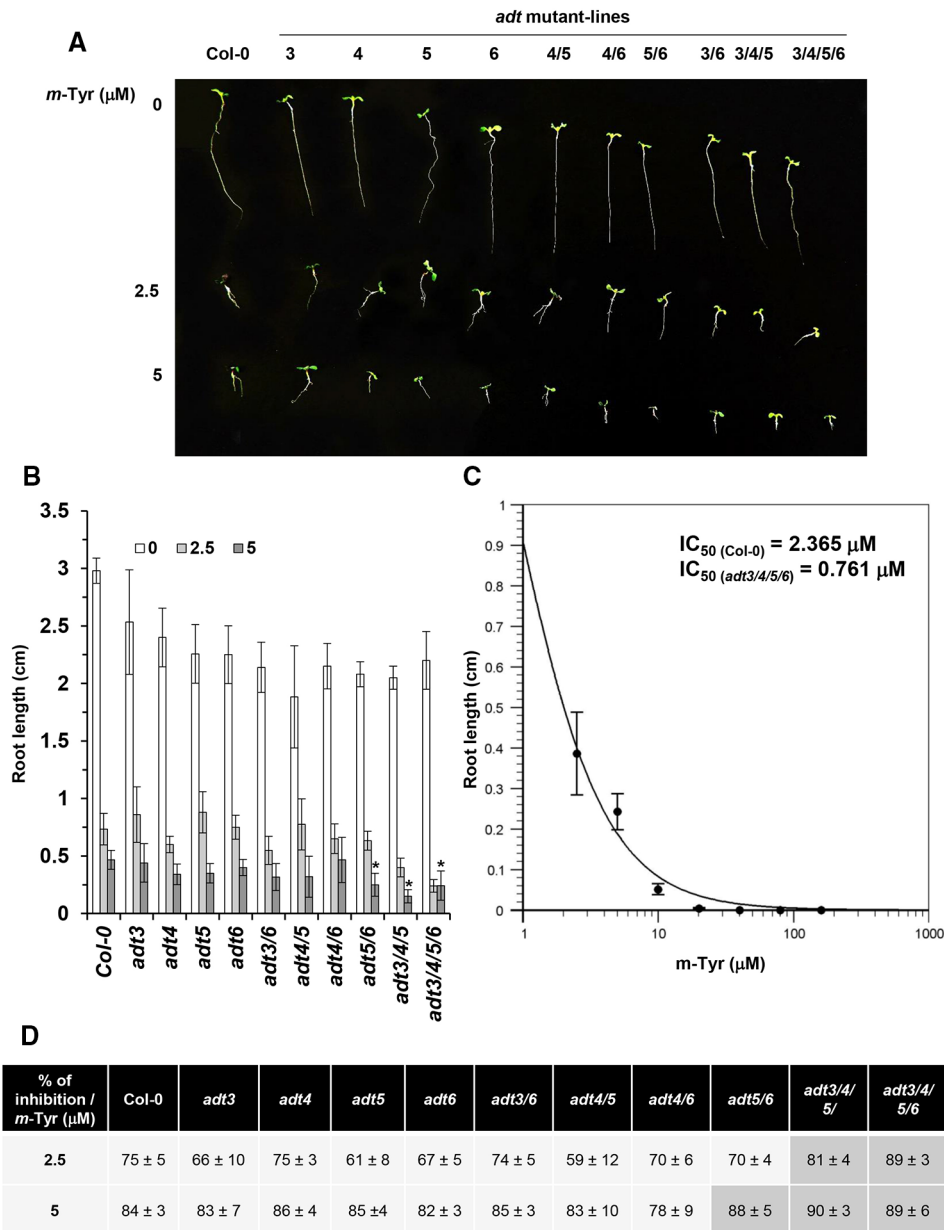 adt mutant-lines
A
Col-0 3 4 5 6 4/5 4/6 5/6 3/6 3/4/5 3/4/5/6
m-Tyr (μM) 0
2.5
5
B
3.5
3
2.5
2
1.5
1
0.5
0
Root length (cm)
0 2.5 5
*
*
*
Col-0 adt3 adt4 adt5 adt6 adt3/6 adt4/5 adt4/6 adt5/6 adt3/4/5 adt3/4/5/6
C
1
0.9
0.8
0.7
0.6
0.5
0.4
0.3
0.2
0.1
0
Root length (cm)
IC50 (Col-0) = 2.365 μM
IC50 (adt3/4/5/6) = 0.761 μM
1 10 100 1000
m-Tyr (μM)
D
% of inhibition / m-Tyr (μM) Col-0 adt3 adt4 adt5 adt6 adt3/6 adt4/5 adt4/6 adt5/6 adt3/4/5/ adt3/4/5/6
2.5 75 ± 5 66 ± 10 75 ± 3 61 ± 8 67 ± 5 74 ± 5 59 ± 12 70 ± 6 70 ± 4 81 ± 4 89 ± 3
5 84 ± 3 83 ± 7 86 ± 4 85 ±4 82 ± 3 85 ± 3 83 ± 10 78 ± 9 88 ± 5 90 ± 3 89 ± 6